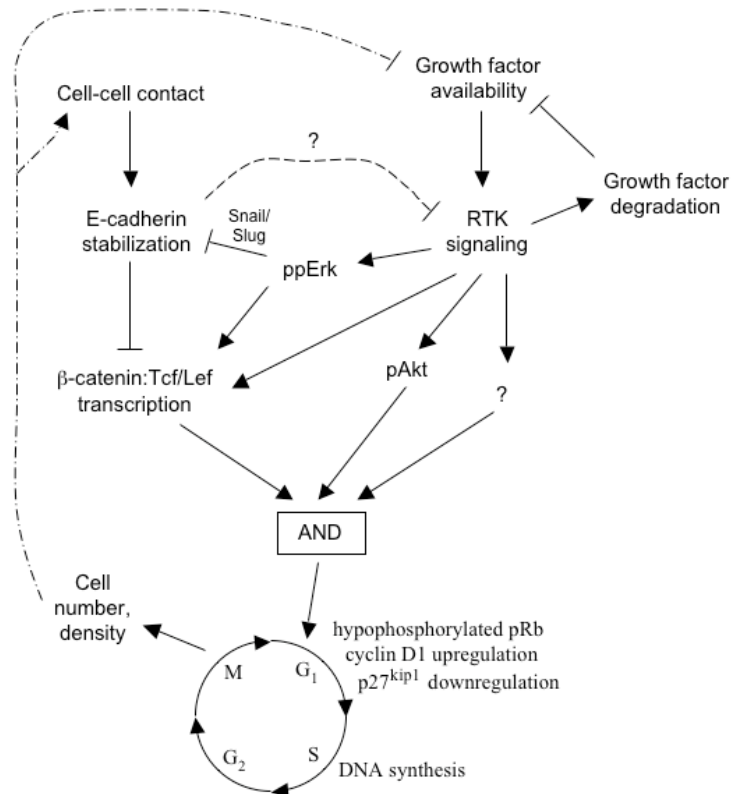 Growth factor
availability
Cell-cell contact
?
Growth factor
degradation
E-cadherin
stabilization
Snail/
Slug
RTK
signaling
ppErk
β-catenin:Tcf/Lef
transcription
pAkt
?
AND
Cell
number,
density
hypophosphorylated pRb
cyclin D1 upregulation
p27kip1 downregulation
M
G1
G2
S
DNA synthesis